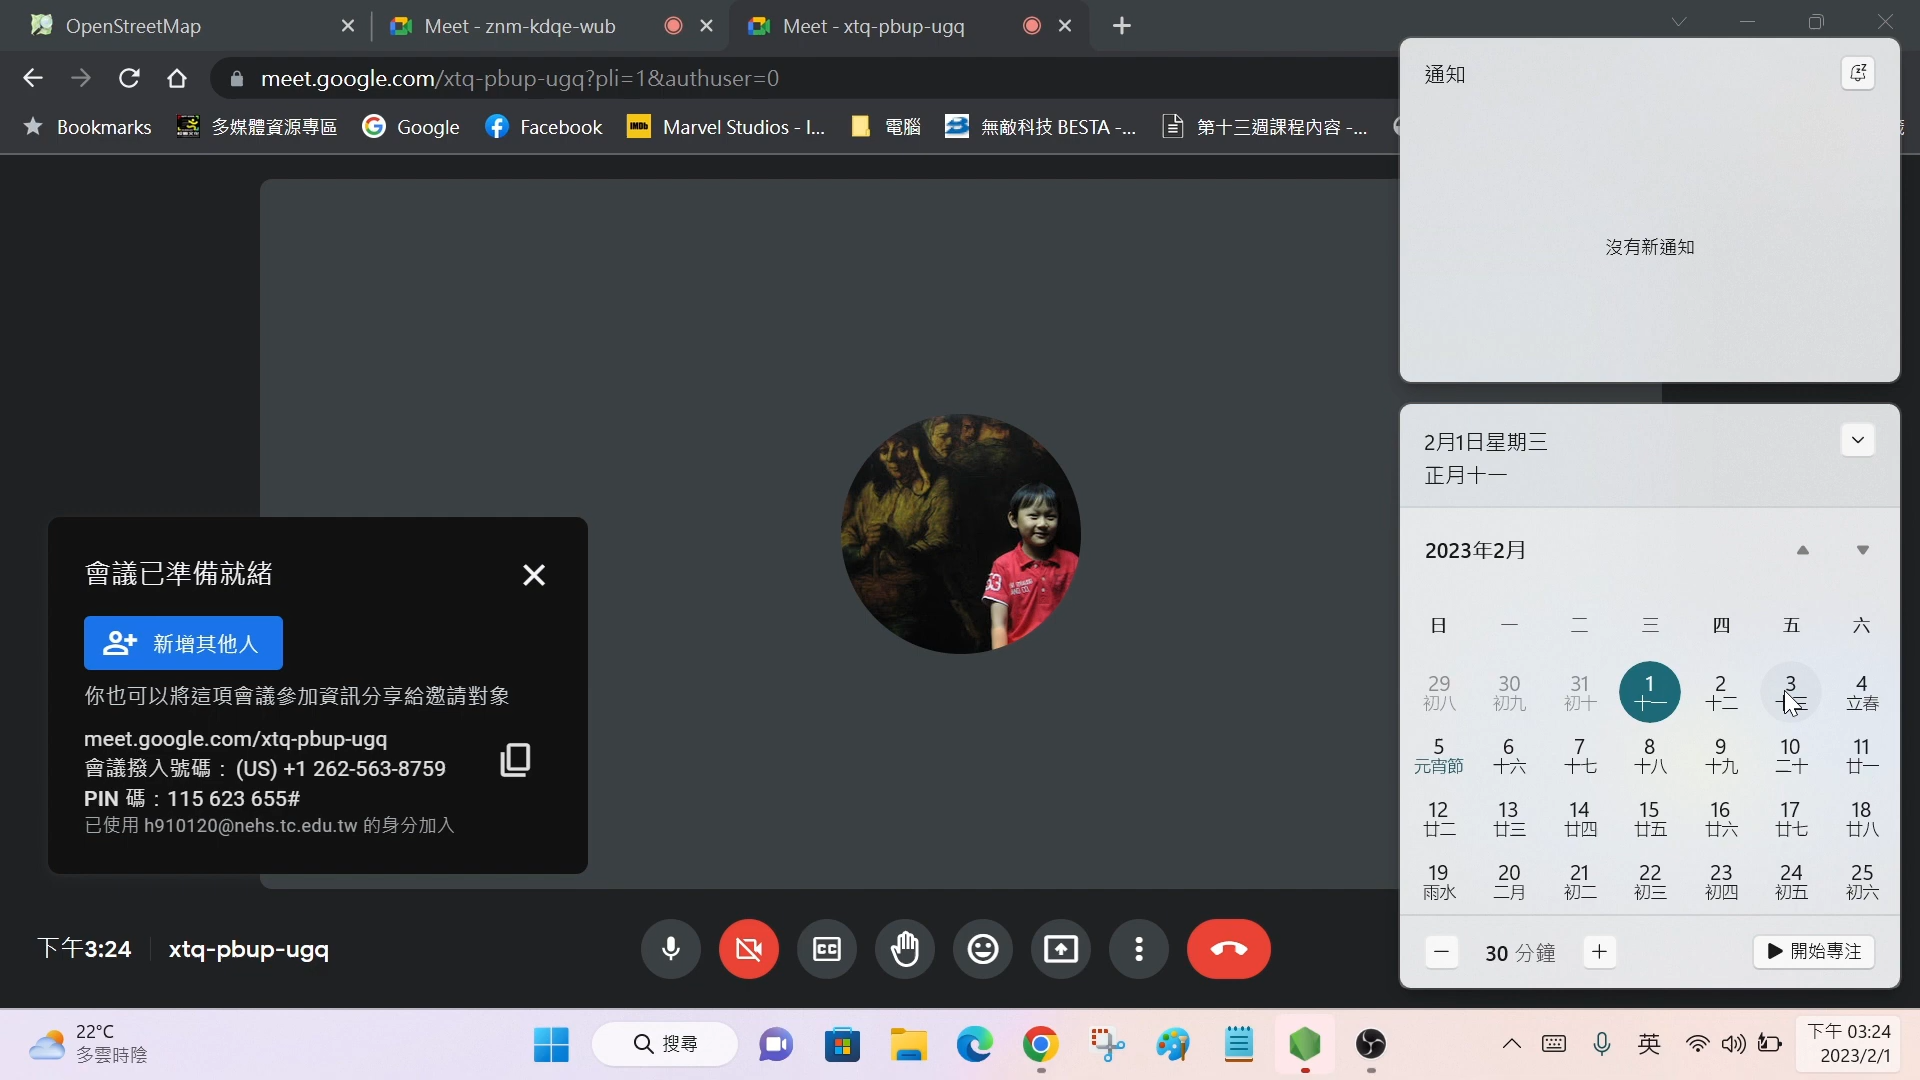 OpenStreetMap
Meet - znm-kdqe-wub
Meet - xtq-pbup-ugq
meet.google.com/xtq-pbup-ugq?pli=1&authuser=0
Bookmarks
多媒體資源專區
Google
Facebook
IMDb
Marvel Studios - I...
電腦
無敵科技 BESTA -...
第十三週課程內容 -...
通知
沒有新通知
2月1日星期三
正月十一
2023年2月
日 一 二 三 四 五 六
29 30 31 1 2 3 4
初八 初九 初十 十一 十二 十三 立春
5 6 7 8 9 10 11
元宵節 十六 十七 十八 十九 二十 廿一
12 13 14 15 16 17 18
廿二 廿三 廿四 廿五 廿六 廿七 廿八
19 20 21 22 23 24 25
雨水 二月 初二 初三 初四 初五 初六
30 分鐘
開始專注
會議已準備就緒
新增其他人
你也可以將這項會議參加資訊分享給邀請對象
meet.google.com/xtq-pbup-ugq
會議撥入號碼：(US) +1 262-563-8759
PIN 碼：115 623 655#
已使用 h910120@nehs.tc.edu.tw 的身分加入
下午3:24
xtq-pbup-ugq
CC
22°C
多雲時陰
搜尋
英
下午 03:24
2023/2/1